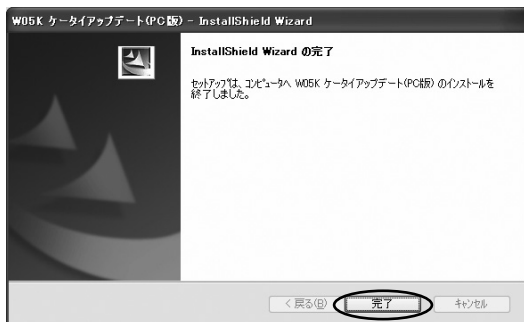 W05K ケータイアップデート(PC版) - InstallShield Wizard
InstallShield Wizard の完了
セットアップは、コンピュータへ W05K ケータイアップデート(PC版) のインストールを
終了しました。
< 戻る(B) 完了 キャンセル